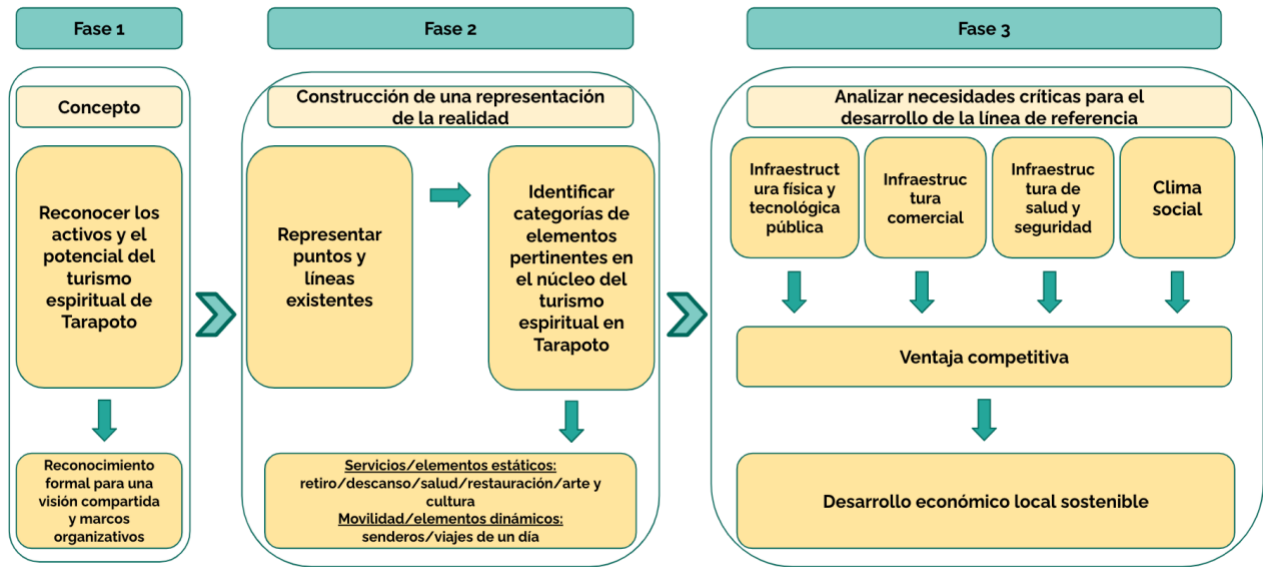 Fase 1
Concepto
Reconocer los
activos y el
potencial del
turismo
espiritual de
Tarapoto
Reconocimiento
formal para una
visión compartida
y marcos
organizativos
Fase 2
Construcción de una representación
de la realidad
Representar
puntos y
líneas
existentes
Identificar
categorías de
elementos
pertinentes en
el núcleo del
turismo
espiritual en
Tarapoto
Servicios/elementos estáticos:
retiro/descanso/salud/restauración/arte y
cultura
Movilidad/elementos dinámicos:
senderos/viajes de un día
Fase 3
Analizar necesidades críticas para el
desarrollo de la línea de referencia
Infraestruct
ura física y
tecnológica
pública
Infraestruc
tura
comercial
Infraestruc
tura de
salud y
seguridad
Clima
social
Ventaja competitiva
Desarrollo económico local sostenible